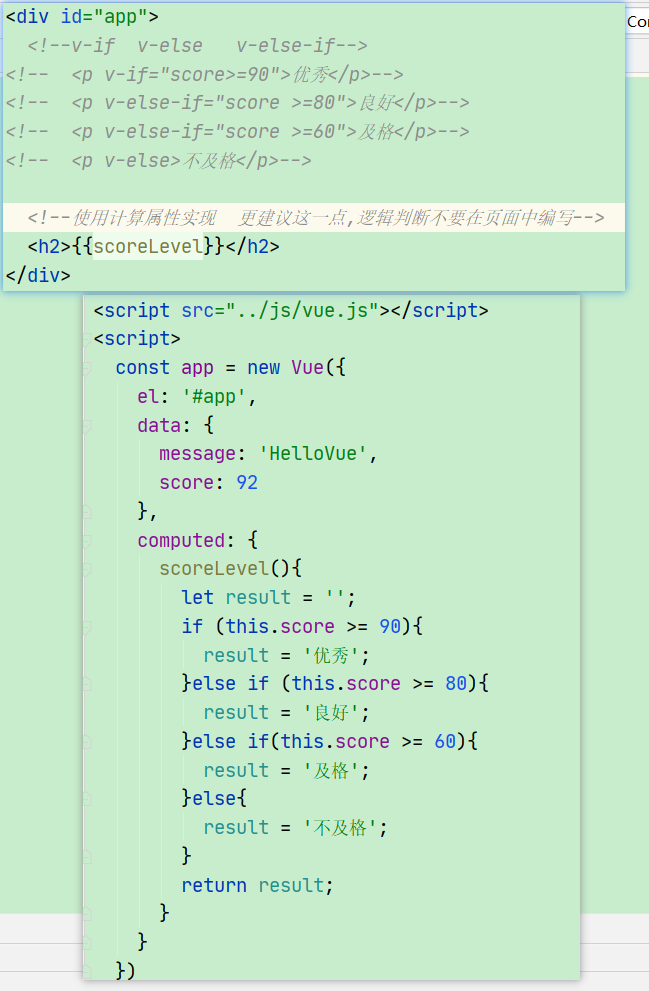 <div id="app">
<!--v-if  v-else   v-else-if-->
<!--  <p v-if="score>=90">优秀</p>-->
<!--  <p v-else-if="score >=80">良好</p>-->
<!--  <p v-else-if="score >=60">及格</p>-->
<!--  <p v-else>不及格</p>-->
<!--使用计算属性实现  更建议这一点,逻辑判断不要在页面中编写-->
<h2>{{scoreLevel}}</h2>
</div>
Cor
<script src="../js/vue.js"></script>
<script>
const app = new Vue({
el: '#app',
data: {
message: 'HelloVue',
score: 92
},
computed: {
scoreLevel(){
let result = '';
if (this.score >= 90){
result = '优秀';
}else if (this.score >= 80){
result = '良好';
}else if(this.score >= 60){
result = '及格';
}else{
result = '不及格';
}
return result;
}
}
})